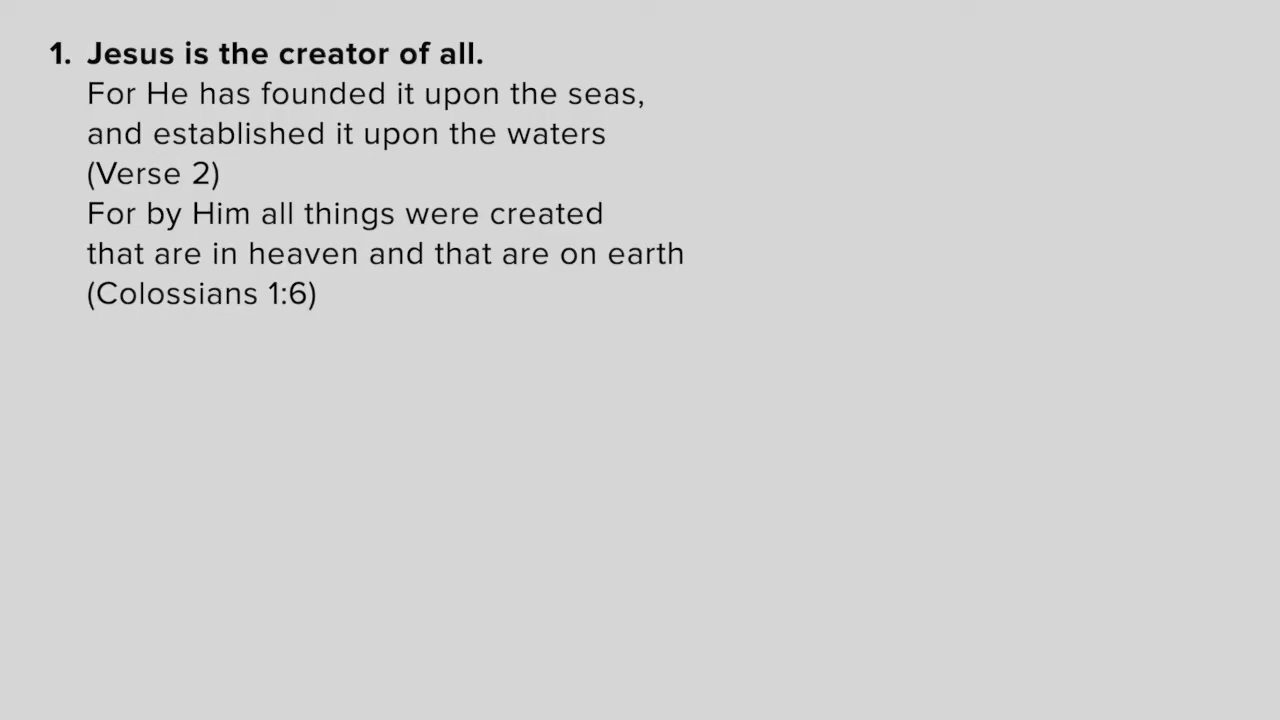 1. Jesus is the creator of all.
For He has founded it upon the seas,
and established it upon the waters
(Verse 2)
For by Him all things were created
that are in heaven and that are on earth
(Colossians 1:6)